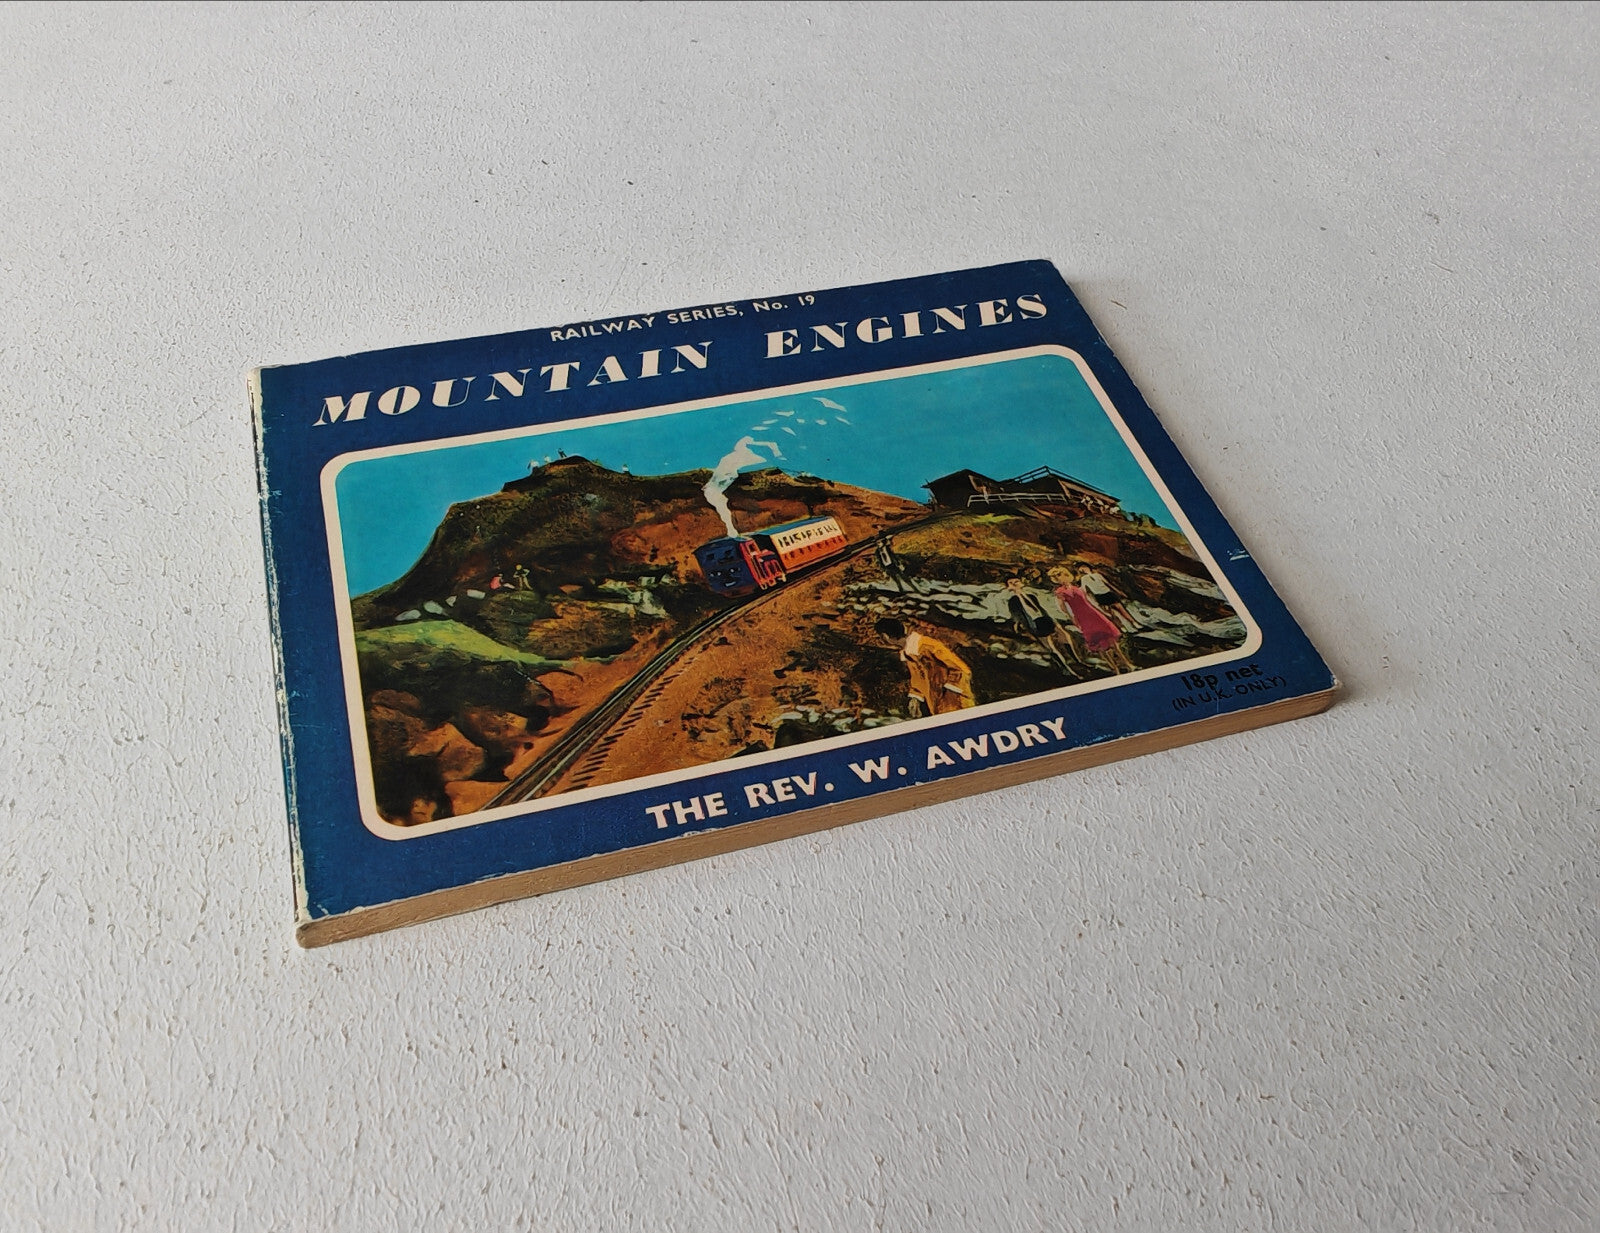 RAILWAY SERIES, No. 19
MOUNTAIN ENGINES
18p net
(IN U.K. ONLY)
THE REV. W. AWDRY